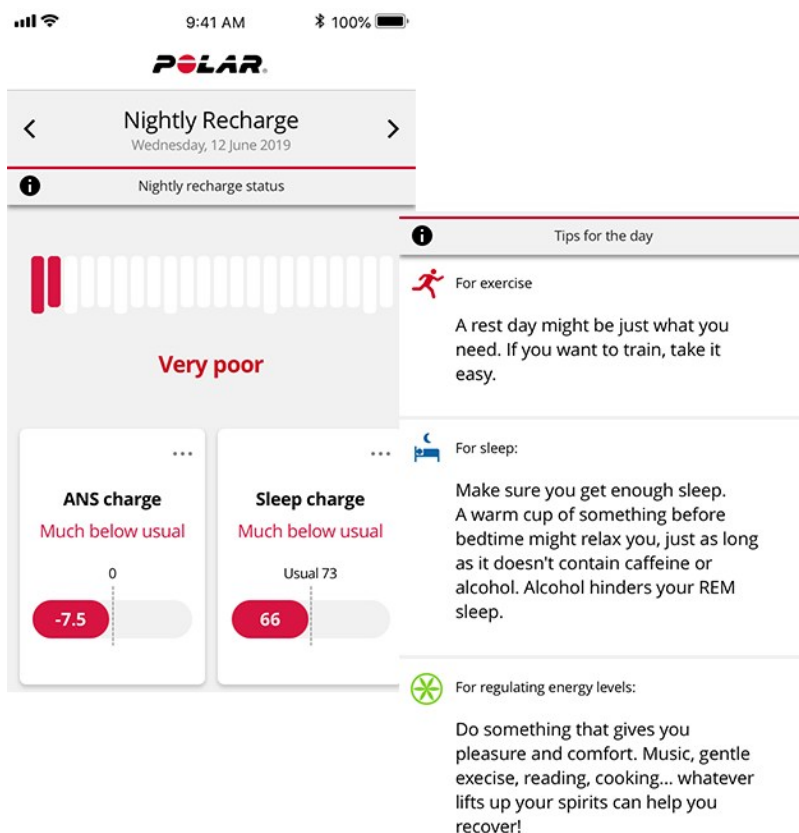 9:41 AM
100%
POLAR
Nightly Recharge
Wednesday, 12 June 2019
Nightly recharge status
Very poor
ANS charge
Much below usual
0
-7.5
Sleep charge
Much below usual
Usual 73
66
Tips for the day
For exercise
A rest day might be just what you
need. If you want to train, take it
easy.
For sleep:
Make sure you get enough sleep.
A warm cup of something before
bedtime might relax you, just as long
as it doesn't contain caffeine or
alcohol. Alcohol hinders your REM
sleep.
For regulating energy levels:
Do something that gives you
pleasure and comfort. Music, gentle
execise, reading, cooking... whatever
lifts up your spirits can help you
recover!